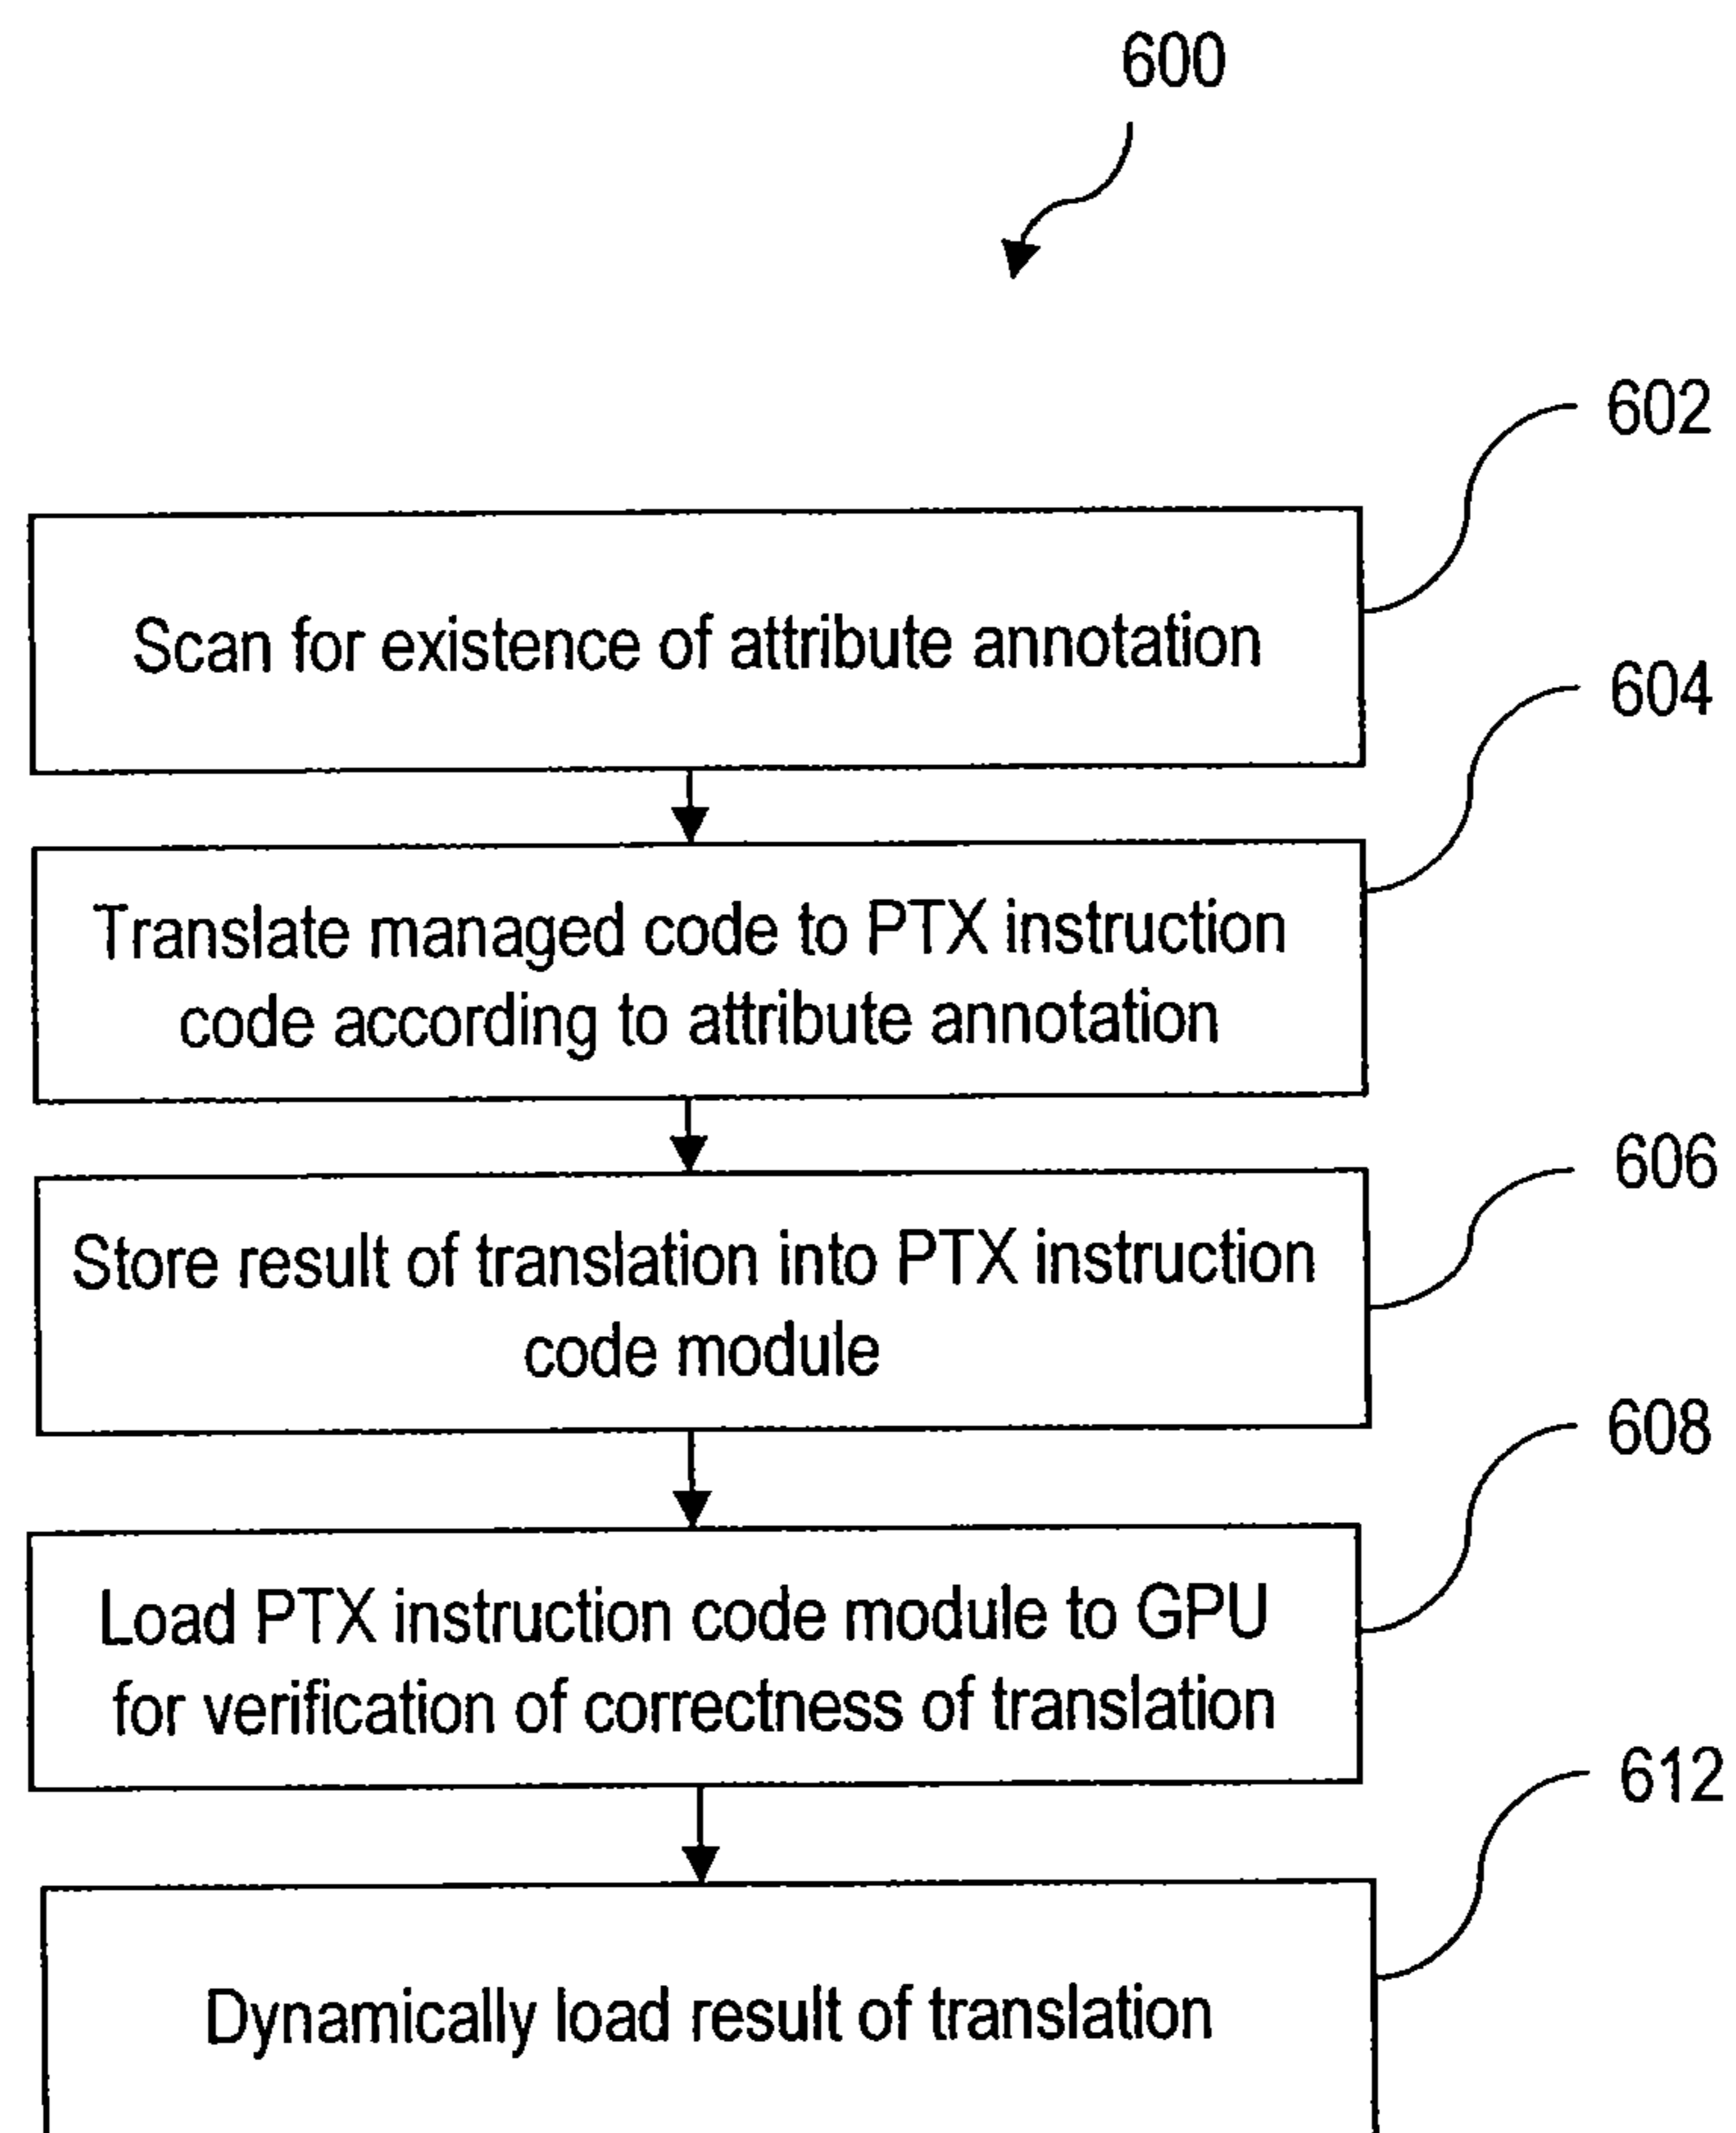 600
602
Scan for existence of attribute annotation
604
Translate managed code to PTX instruction
code according to attribute annotation
606
Store result of translation into PTX instruction
code module
608
Load PTX instruction code module to GPU
for verification of correctness of translation
612
Dynamically load result of translation